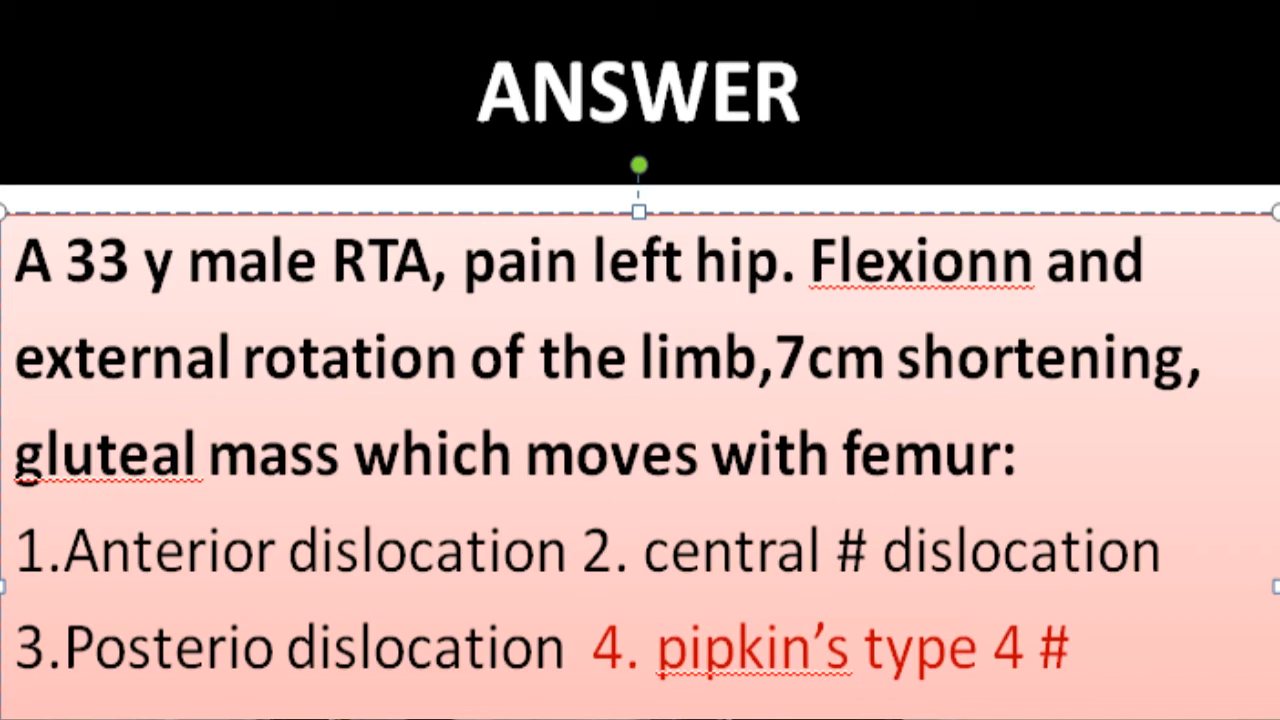 ANSWER
A 33 y male RTA, pain left hip. Flexionn and
external rotation of the limb,7cm shortening,
gluteal mass which moves with femur:
1.Anterior dislocation 2. central # dislocation
3.Posterio dislocation 4. pipkin’s type 4 #